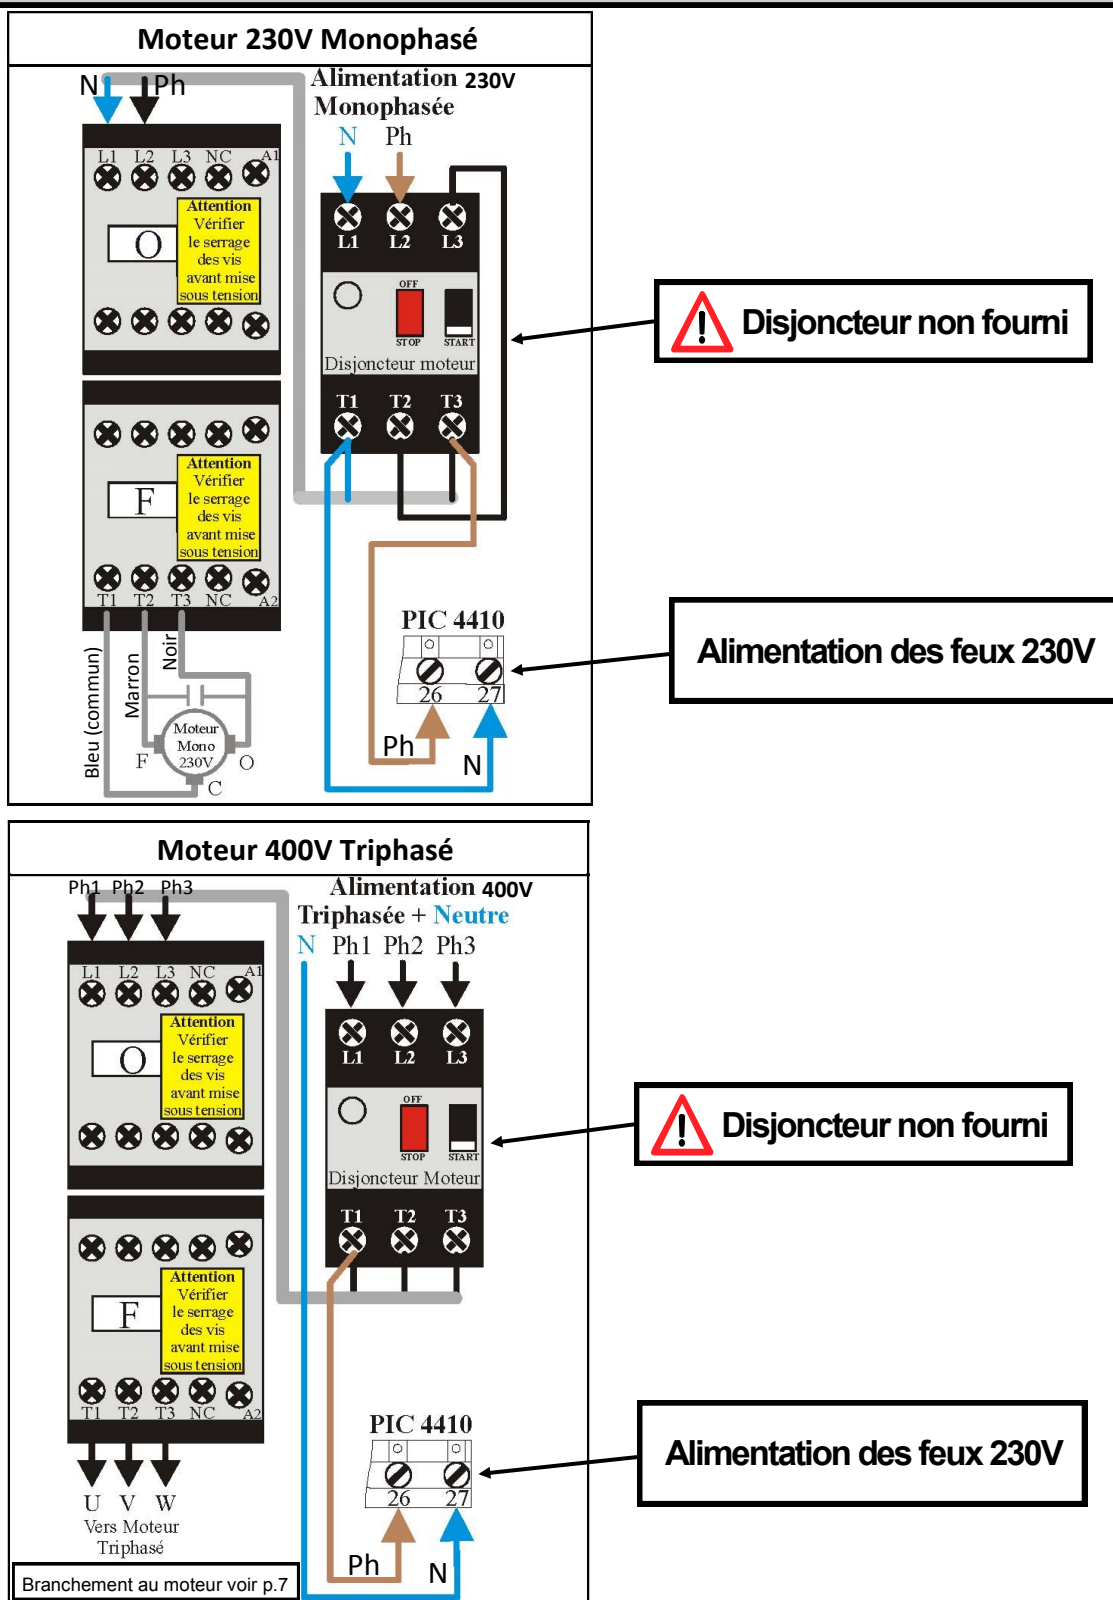 Moteur 230V Monophasé
N Ph
Alimentation 230V
Monophasée
N Ph
L1 L2 L3 NC A1
Attention
Vérifier
le serrage
des vis
avant mise
sous tension
O
L1 L2 L3
OFF
STOP START
Disjoncteur moteur
T1 T2 T3
Disjoncteur non fourni
Attention
Vérifier
le serrage
des vis
avant mise
sous tension
F
T1 T2 T3 NC A2
Bleu (commun)
Marron
Noir
Moteur
Mono
230V
F O
C
PIC 4410
26 27
Ph N
Alimentation des feux 230V
Moteur 400V Triphasé
Ph1 Ph2 Ph3
Alimentation 400V
Triphasée + Neutre
N Ph1 Ph2 Ph3
L1 L2 L3 NC A1
Attention
Vérifier
le serrage
des vis
avant mise
sous tension
O
L1 L2 L3
OFF
STOP START
Disjoncteur Moteur
T1 T2 T3
Disjoncteur non fourni
Attention
Vérifier
le serrage
des vis
avant mise
sous tension
F
T1 T2 T3 NC A2
U V W
Vers Moteur
Triphasé
PIC 4410
26 27
Ph N
Alimentation des feux 230V
Branchement au moteur voir p.7